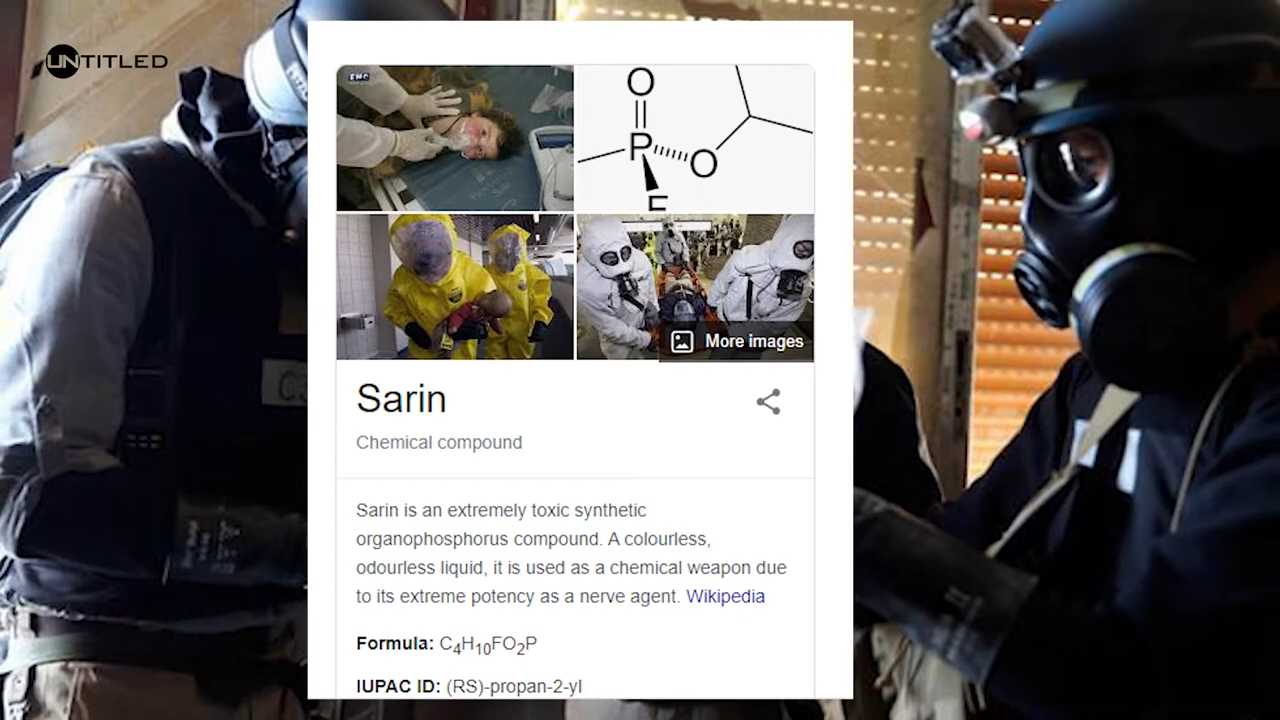 UNTITLED
EMC
O
P
O
F
More images
Sarin
Chemical compound
Sarin is an extremely toxic synthetic
organophosphorus compound. A colourless,
odourless liquid, it is used as a chemical weapon due
to its extreme potency as a nerve agent. Wikipedia
Formula: C₄H₁₀FO₂P
IUPAC ID: (RS)-propan-2-yl